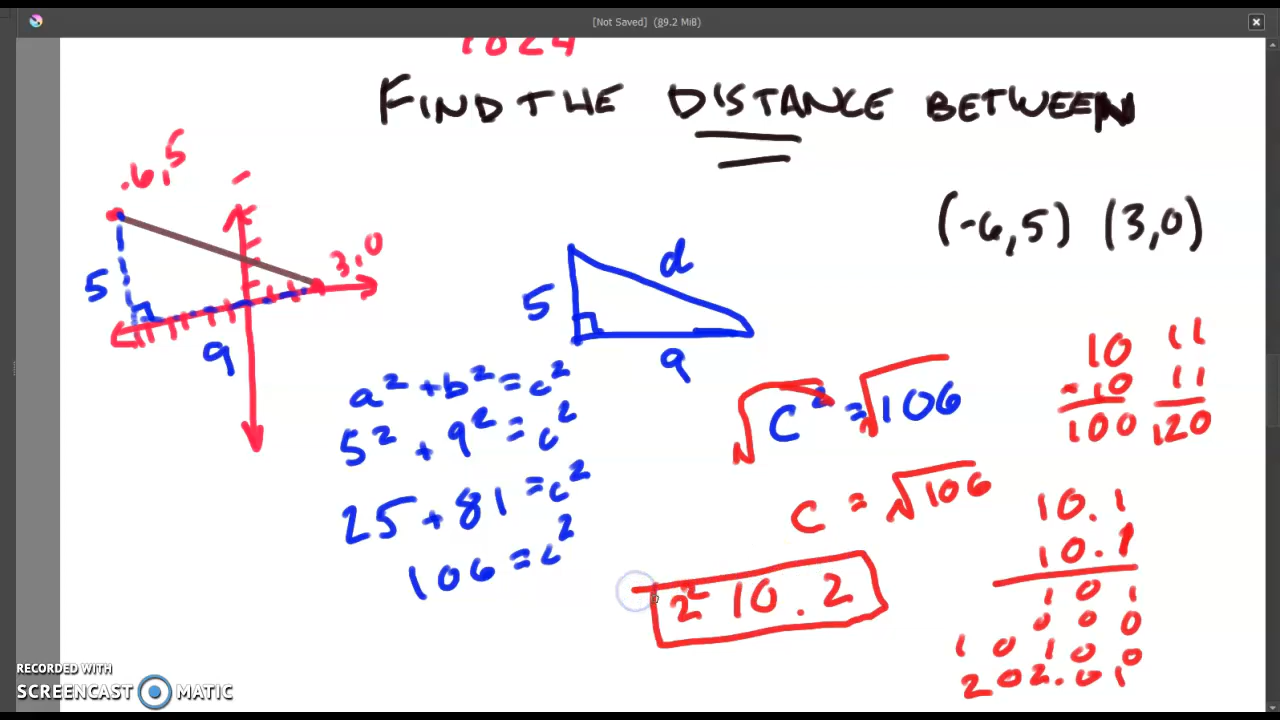 [Not Saved] (89.2 MiB)
1024
FIND THE DISTANCE BETWEEN
(-6,5) (3,0)
.6,5
3,0
5
9
5
d
9
a² + b² = c²
5² + 9² = c²
25 + 81 = c²
106 = c²
√c² = √106
c = √106
10.2
10
10
100
11
11
120
10.1
10.1
101
000
10100
202.01
RECORDED WITH
SCREENCAST MATIC